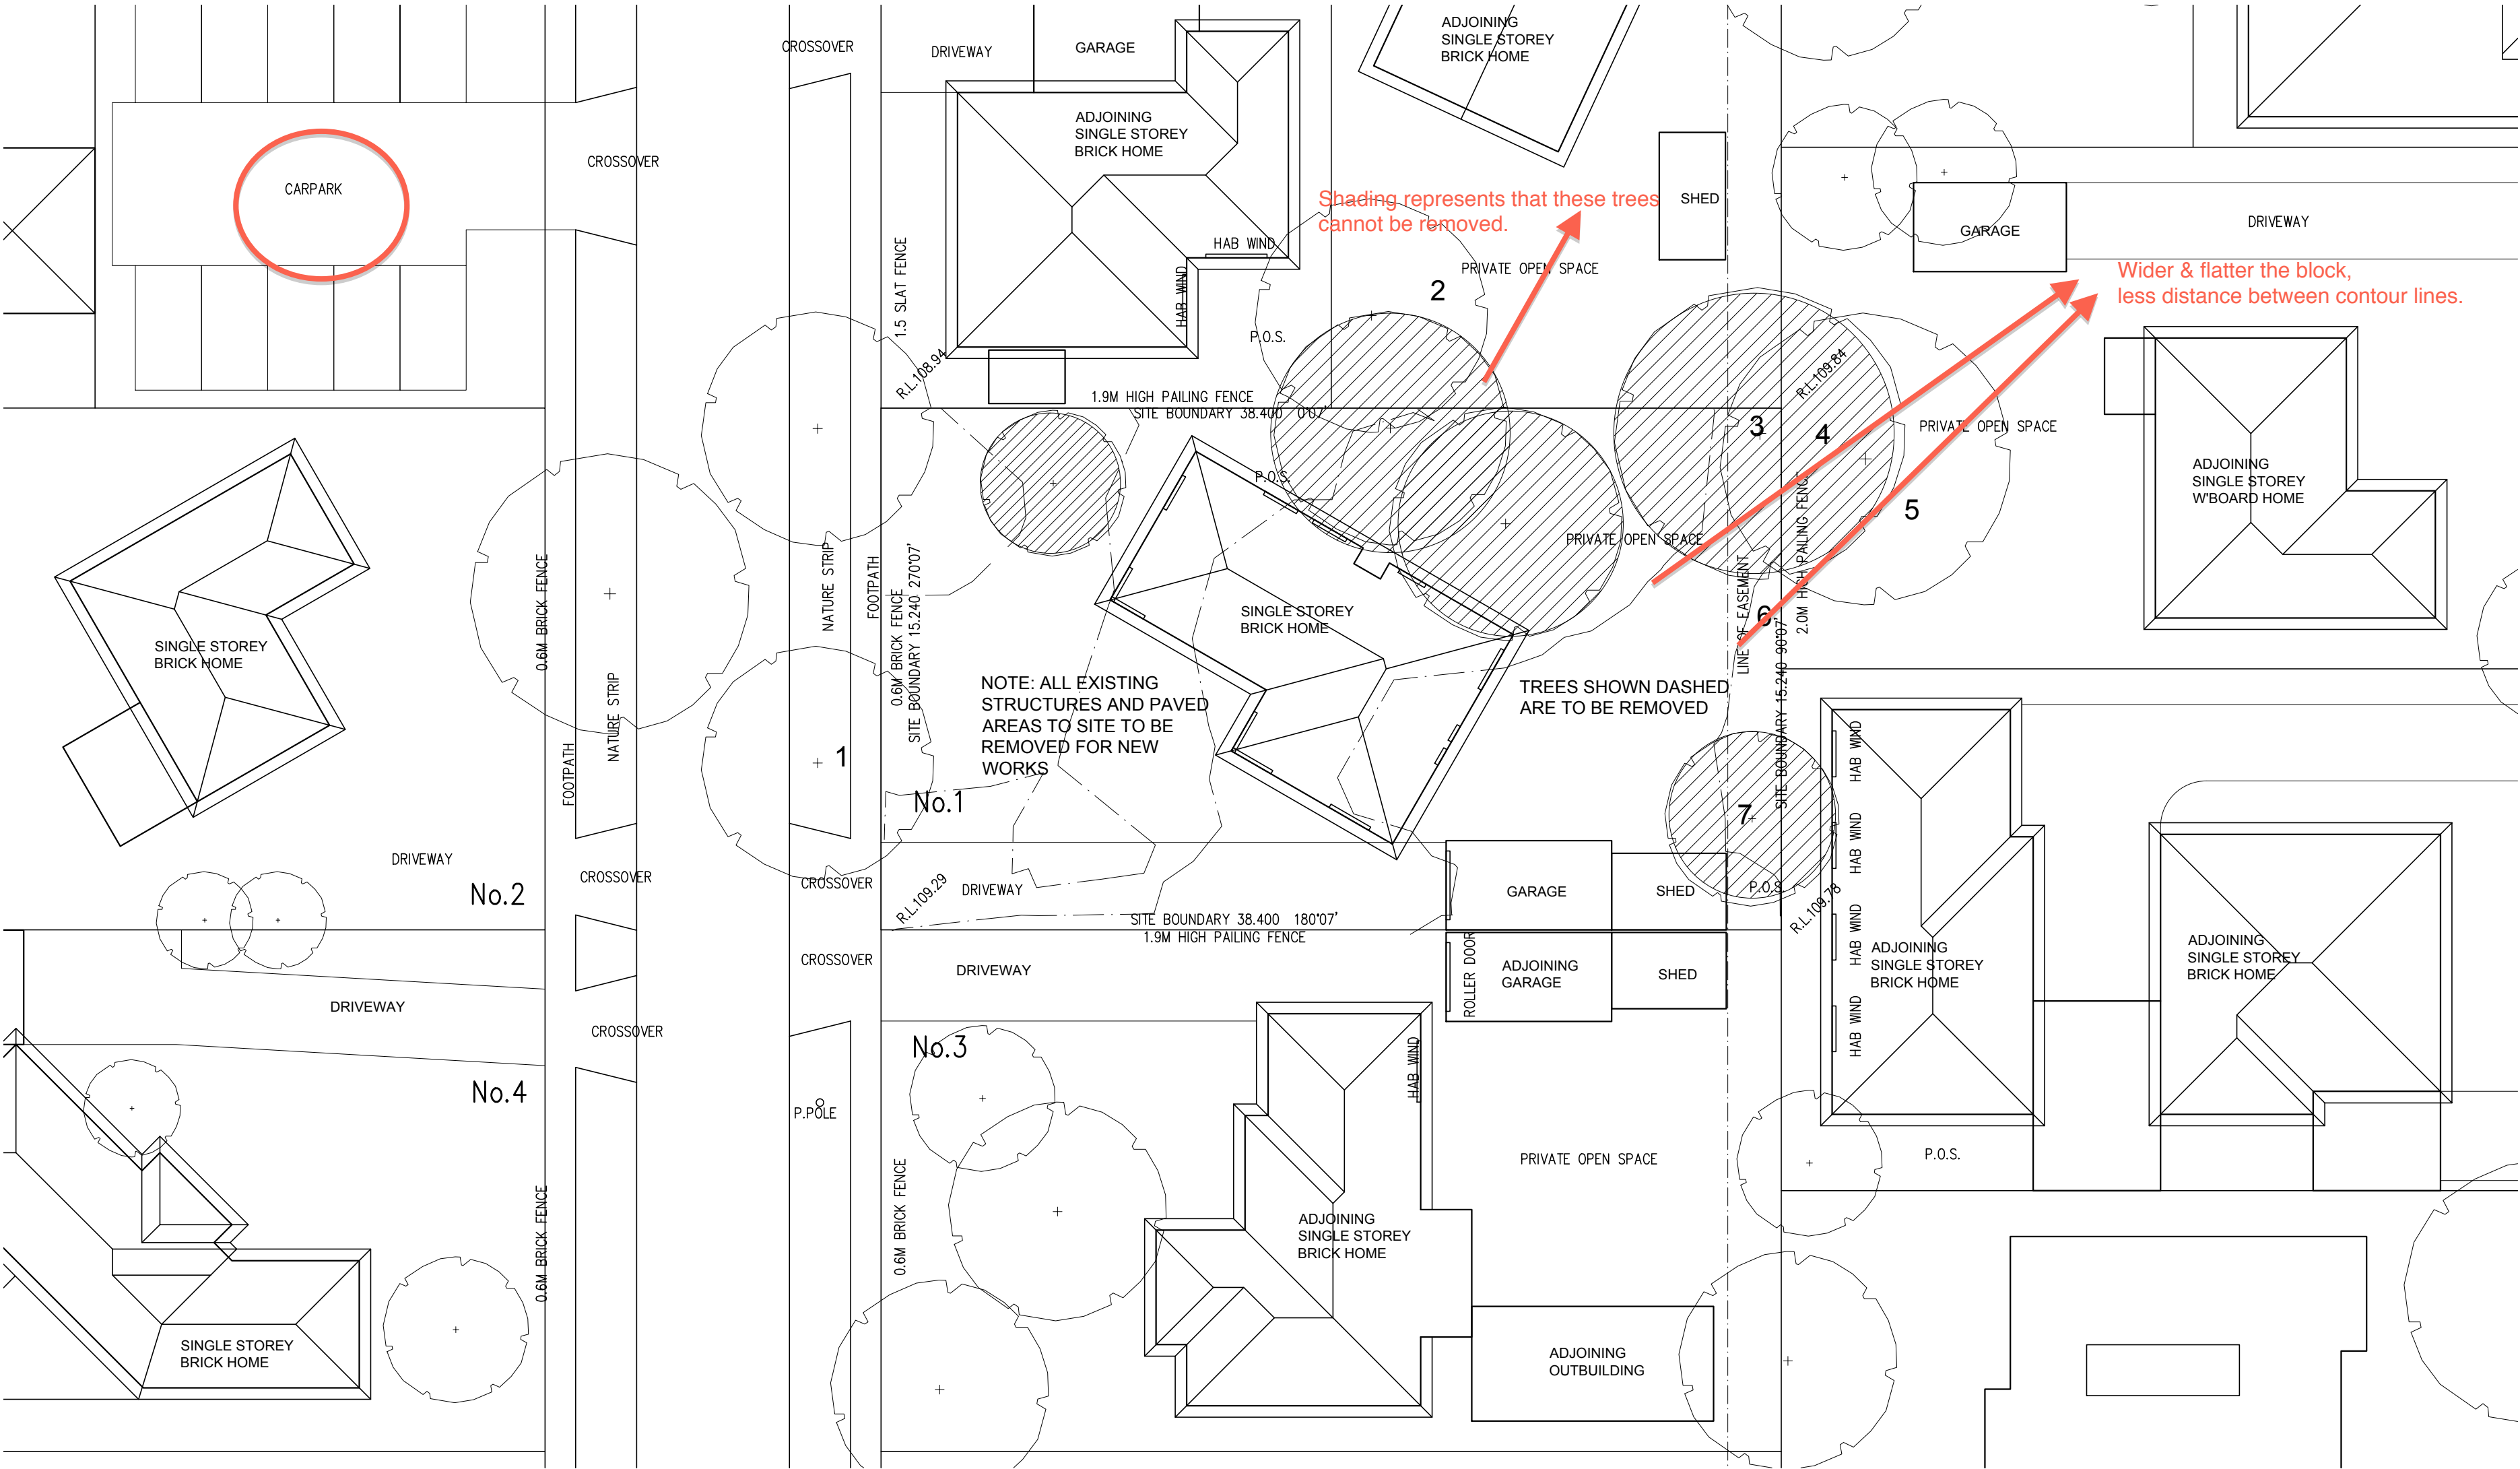 CROSSOVER
DRIVEWAY
GARAGE
ADJOINING
SINGLE STOREY
BRICK HOME
CARPARK
CROSSOVER
ADJOINING
SINGLE STOREY
BRICK HOME
Shading represents that these trees
cannot be removed.
SHED
GARAGE
DRIVEWAY
1.5 SLAT FENCE
HAB WIND
HAB WIND
2
PRIVATE OPEN SPACE
Wider & flatter the block,
less distance between contour lines.
P.O.S.
R.L.108.94
R.L.109.84
1.9M HIGH PAILING FENCE
SITE BOUNDARY 38.400 0°07'
3
4
PRIVATE OPEN SPACE
ADJOINING
SINGLE STOREY
W'BOARD HOME
P.O.S.
5
2.0M HIGH PAILING FENCE
PRIVATE OPEN SPACE
LINE OF EASEMENT
6
SITE BOUNDARY 15.240 90°07'
0.6M BRICK FENCE
NATURE STRIP
NATURE STRIP
FOOTPATH
FOOTPATH
0.6M BRICK FENCE
SITE BOUNDARY 15.240 270°07'
SINGLE STOREY
BRICK HOME
SINGLE STOREY
BRICK HOME
NOTE: ALL EXISTING
STRUCTURES AND PAVED
AREAS TO SITE TO BE
REMOVED FOR NEW
WORKS
TREES SHOWN DASHED
ARE TO BE REMOVED
1
No.1
7
HAB WIND
HAB WIND
HAB WIND
HAB WIND
DRIVEWAY
No.2
CROSSOVER
CROSSOVER
R.L.109.29
DRIVEWAY
GARAGE
SHED
P.O.S.
R.L.109.78
SITE BOUNDARY 38.400 180°07'
1.9M HIGH PAILING FENCE
CROSSOVER
DRIVEWAY
ROLLER DOOR
ADJOINING
GARAGE
SHED
ADJOINING
SINGLE STOREY
BRICK HOME
ADJOINING
SINGLE STOREY
BRICK HOME
DRIVEWAY
CROSSOVER
No.3
HAB WIND
No.4
P.POLE
0.6M BRICK FENCE
0.6M BRICK FENCE
PRIVATE OPEN SPACE
P.O.S.
ADJOINING
SINGLE STOREY
BRICK HOME
SINGLE STOREY
BRICK HOME
ADJOINING
OUTBUILDING